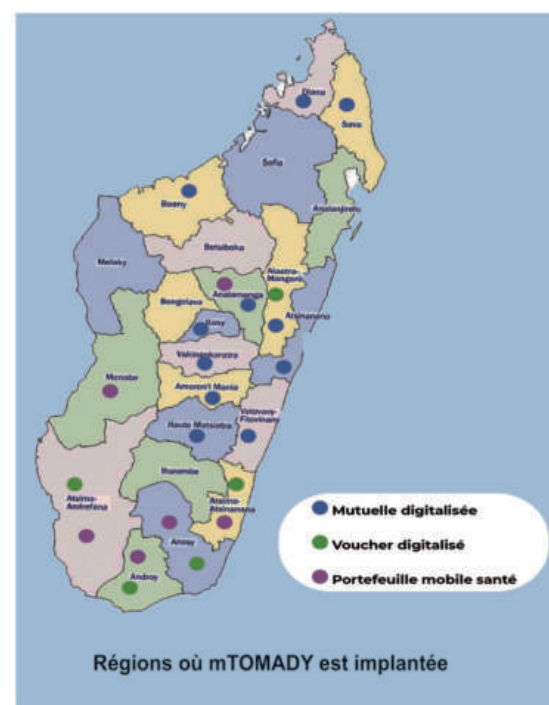 Diana
Sava
Sofia
Boeny
Analanjirofo
Betsiboka
Melaky
Alaotra-
Mangoro
Analamanga
Bongolava
Atsinanana
Itasy
Vakinankaratra
Menabe
Amoron'i Mania
Vatovavy-
Fitovinany
Haute Matsiatra
Ihorombe
Atsimo-
Andrefana
Atsimo-
Atsinanana
Anosy
Androy
Mutuelle digitalisée
Voucher digitalisé
Portefeuille mobile santé
Régions où mTOMADY est implantée